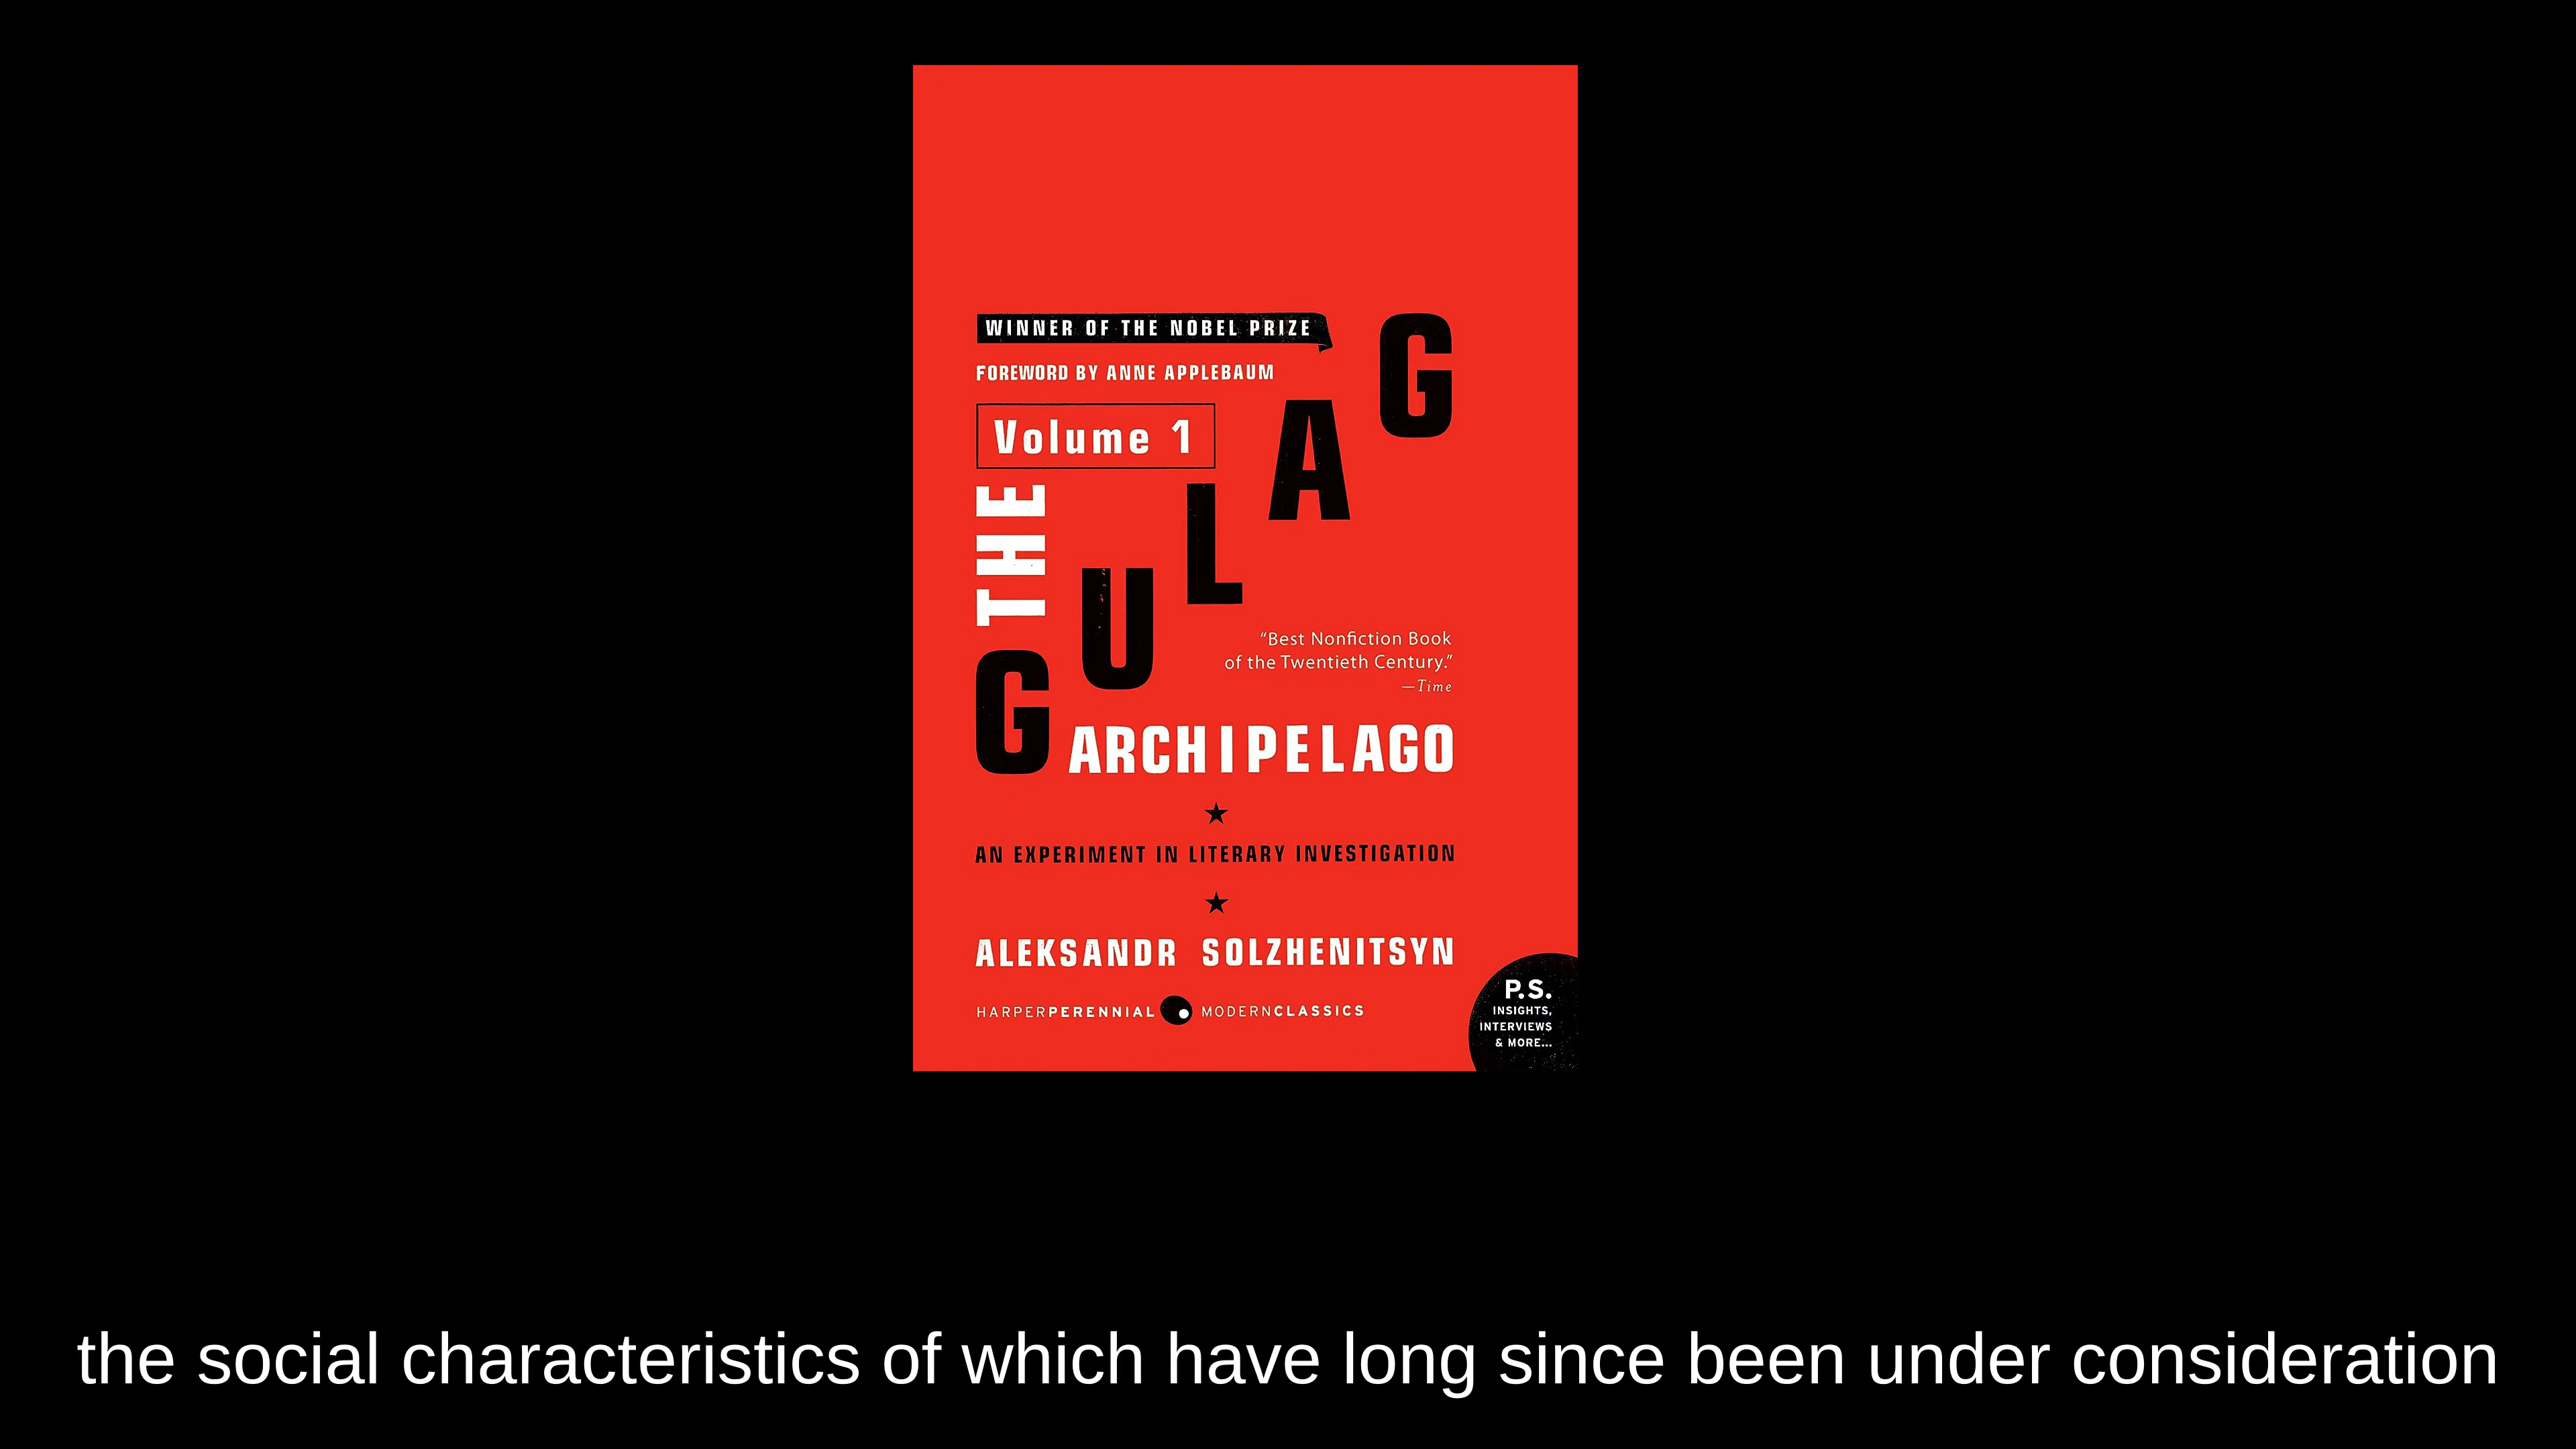 WINNER OF THE NOBEL PRIZE
FOREWORD BY ANNE APPLEBAUM
Volume 1
THE
GULAG
"Best Nonfiction Book
of the Twentieth Century."
—Time
ARCHIPELAGO
AN EXPERIMENT IN LITERARY INVESTIGATION
ALEKSANDR SOLZHENITSYN
HARPERPERENNIAL MODERNCLASSICS
P.S.
INSIGHTS,
INTERVIEWS
& MORE...
the social characteristics of which have long since been under consideration